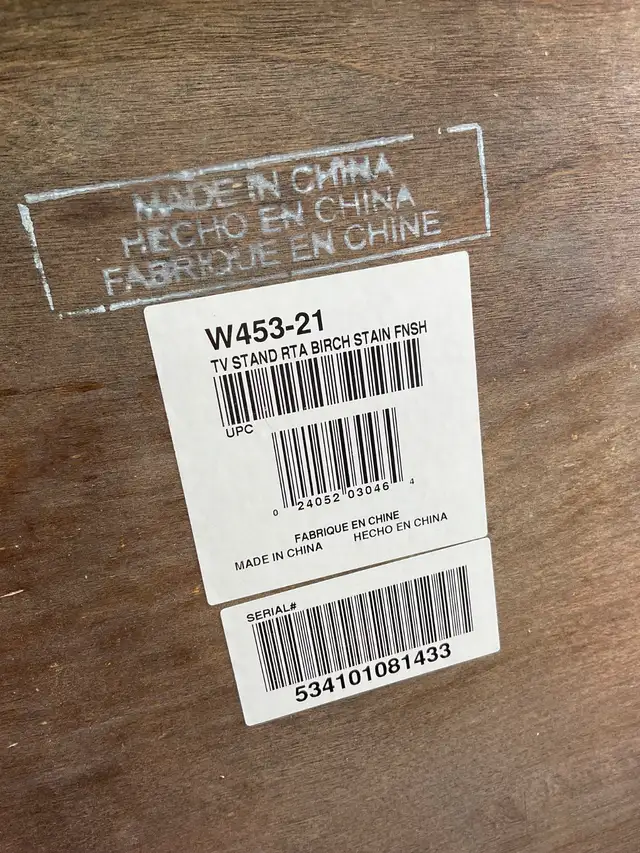 MADE IN CHINA
HECHO EN CHINA
FABRIQUE EN CHINE
W453-21
TV STAND RTA BIRCH STAIN FNSH
UPC
0 24052 03046 4
FABRIQUE EN CHINE
MADE IN CHINA HECHO EN CHINA
SERIAL#
534101081433